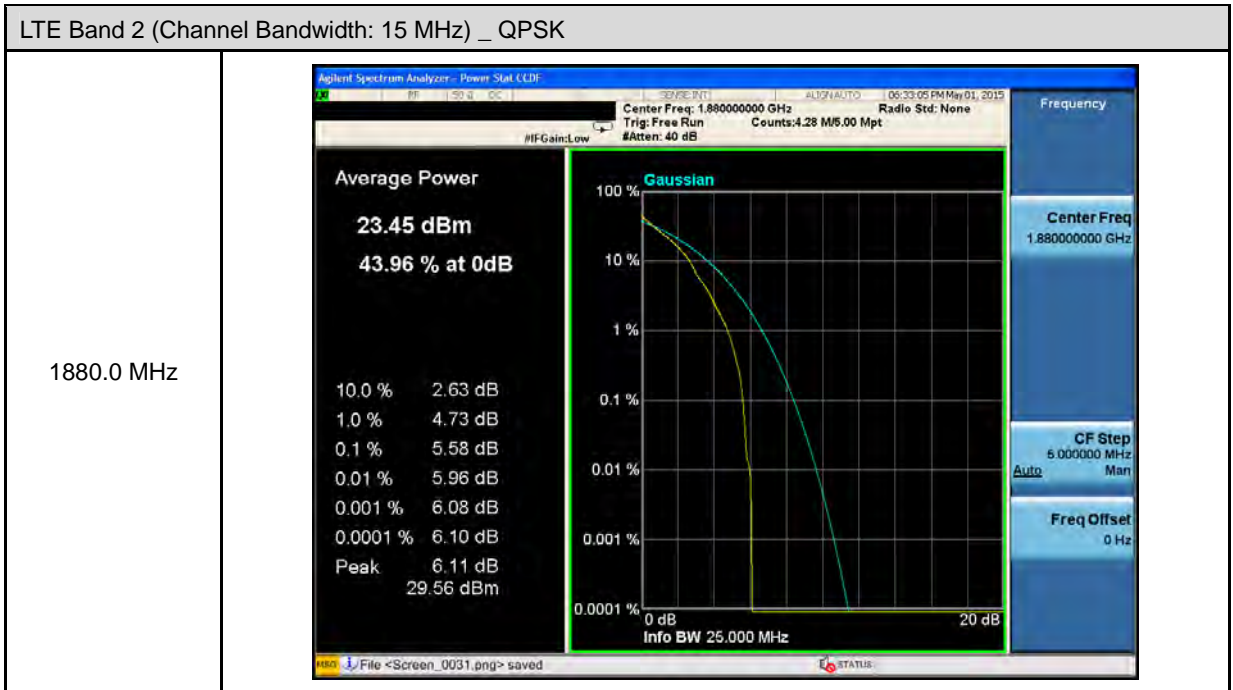 LTE Band 2 (Channel Bandwidth: 15 MHz) _ QPSK
1880.0 MHz
Agilent Spectrum Analyzer - Power Stat CCDF
RF 50 Ω DC SENSE:INT ALIGN AUTO 06:33:05 PM May 01, 2015
Center Freq: 1.880000000 GHz Radio Std: None
Trig: Free Run Counts:4.28 M/5.00 Mpt
#IFGain:Low #Atten: 40 dB
Average Power
23.45 dBm
43.96 % at 0dB
10.0 % 2.63 dB
1.0 % 4.73 dB
0.1 % 5.58 dB
0.01 % 5.96 dB
0.001 % 6.08 dB
0.0001 % 6.10 dB
Peak 6.11 dB
29.56 dBm
Gaussian
100 %
10 %
1 %
0.1 %
0.01 %
0.001 %
0.0001 %
0 dB 20 dB
Info BW 25.000 MHz
Frequency
Center Freq
1.880000000 GHz
CF Step
5.000000 MHz
Auto Man
Freq Offset
0 Hz
MSG File <Screen_0031.png> saved STATUS